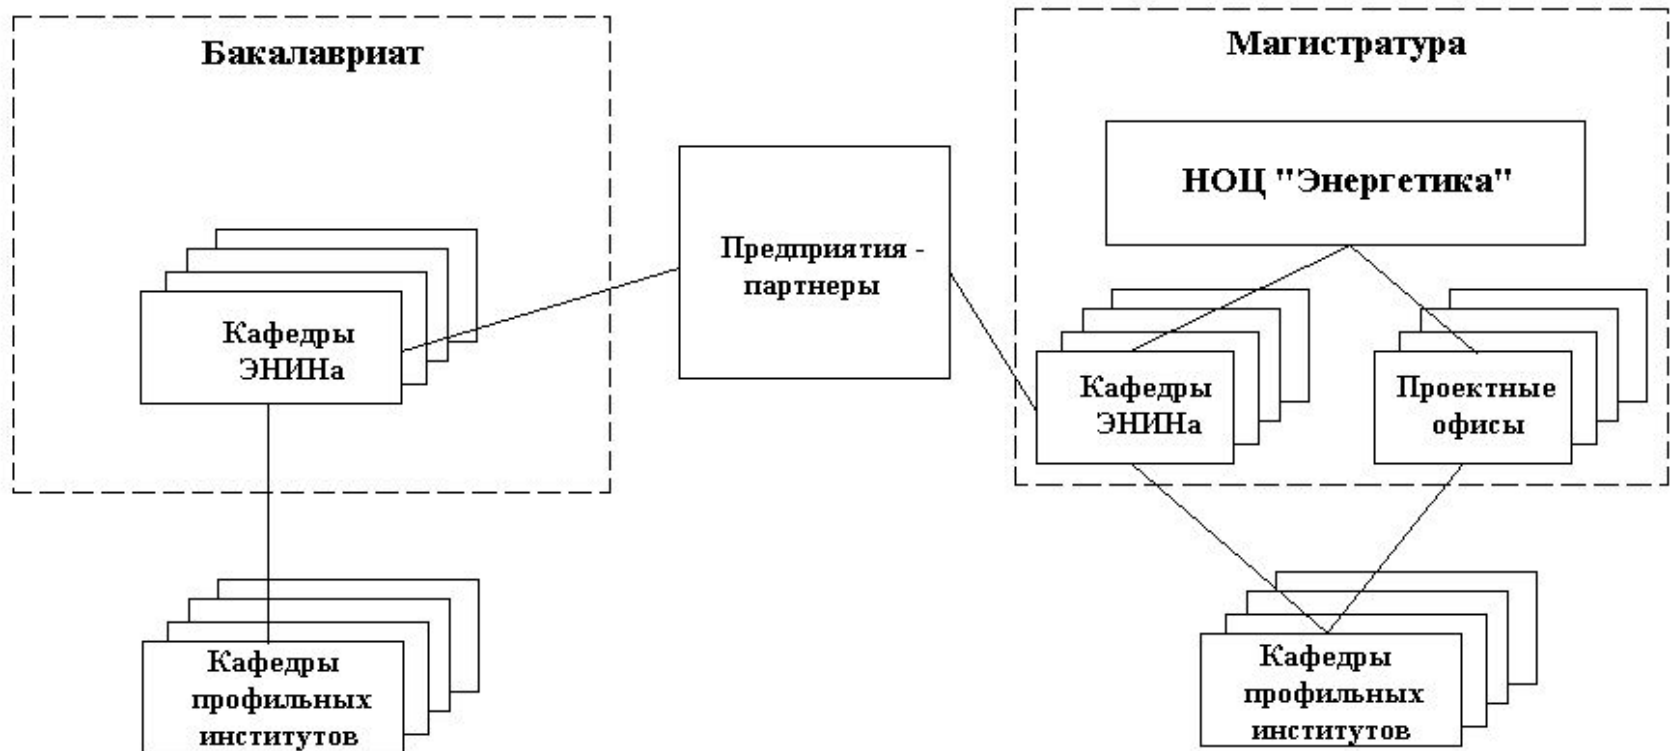 Бакалавриат
Магистратура
НОЦ "Энергетика"
Предприятия -
партнеры
Кафедры
ЭНИНа
Кафедры
ЭНИНа
Проектные
офисы
Кафедры
профильных
институтов
Кафедры
профильных
институтов